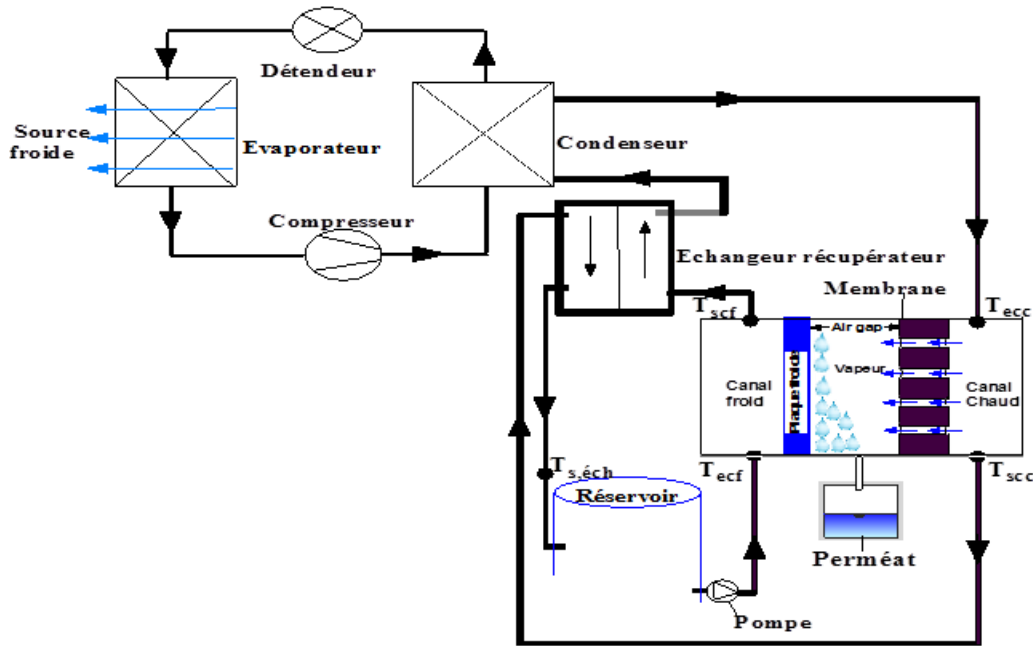 Détendeur
Source
froide
Evaporateur
Condenseur
Compresseur
Echangeur récupérateur
Membrane
Tscf
Tecc
Air gap
Canal
froid
Plaque froide
Vapeur
Canal
Chaud
Ts,éch
Tecf
Tscc
Réservoir
Perméat
Pompe